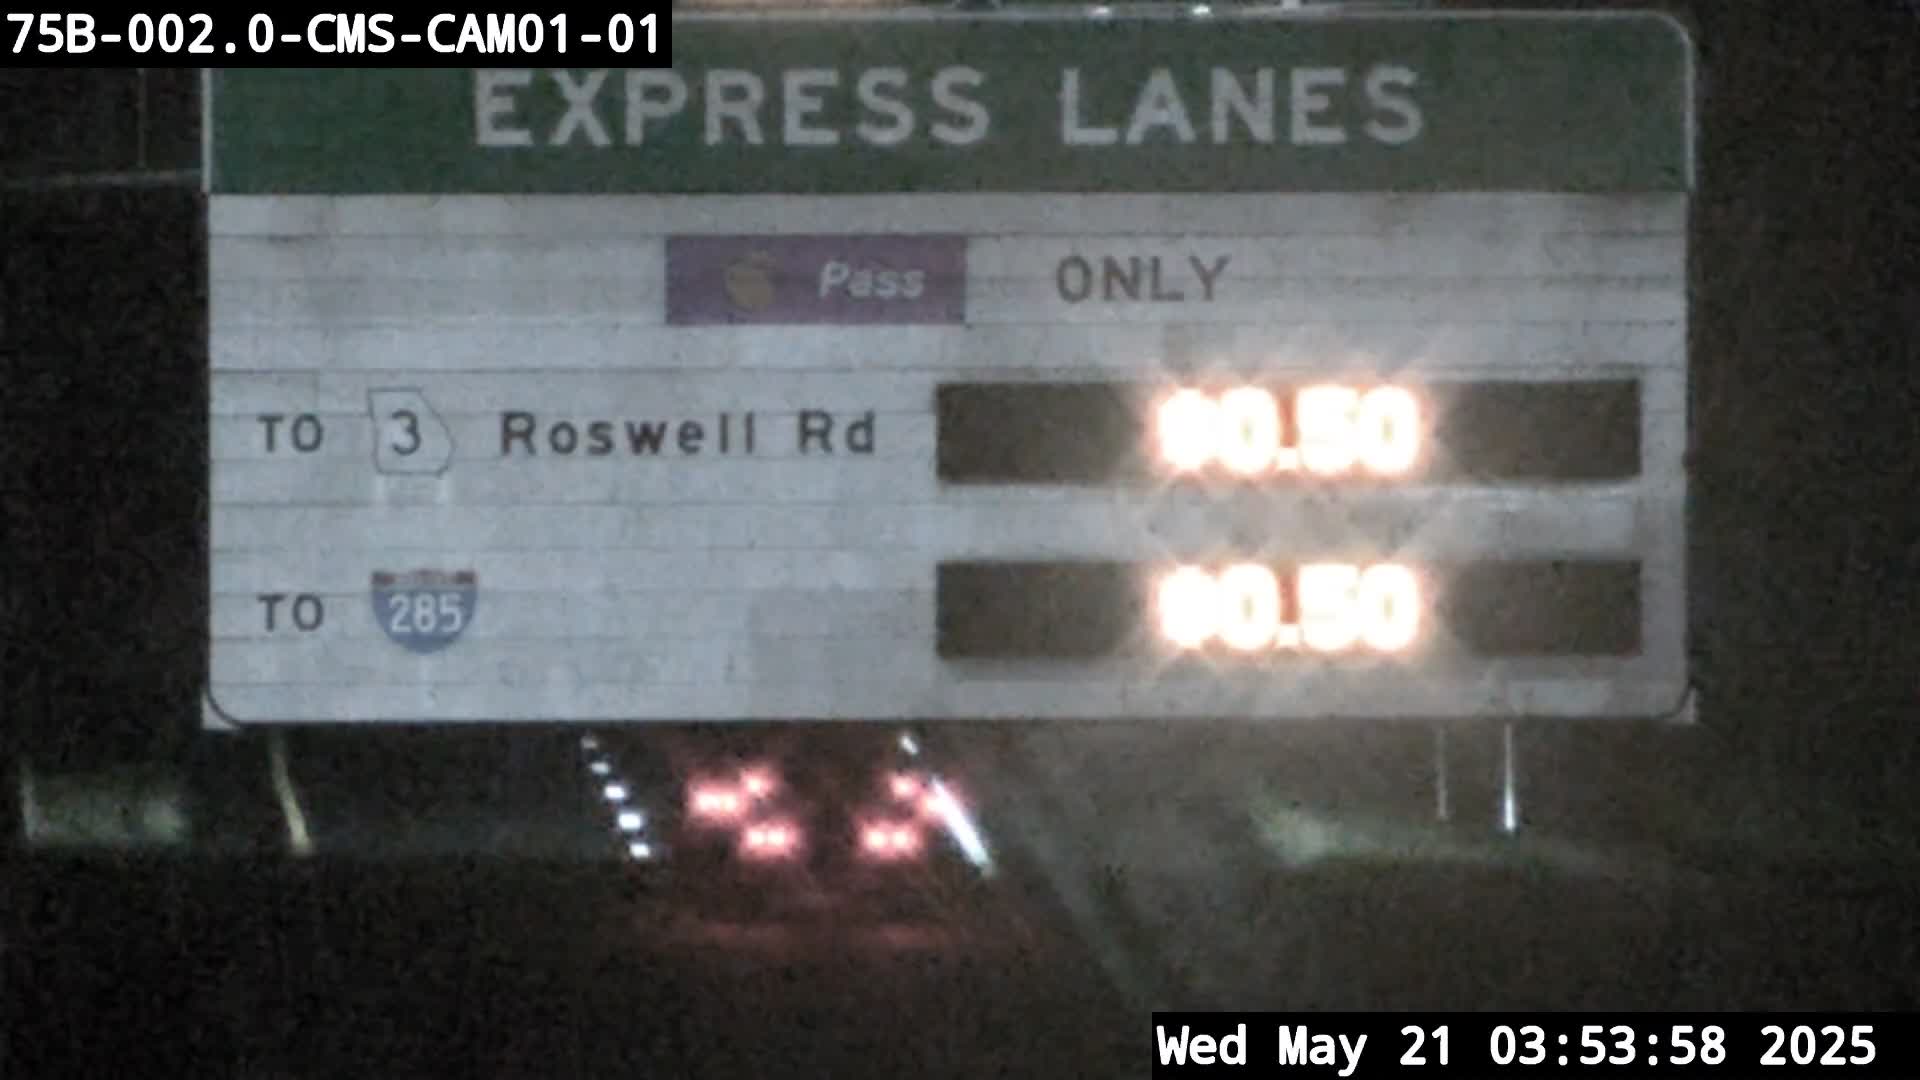 75B-002.0-CMS-CAM01-01
EXPRESS LANES
Pass ONLY
TO 3 Roswell Rd $0.50
TO 285 $0.50
Wed May 21 03:53:58 2025